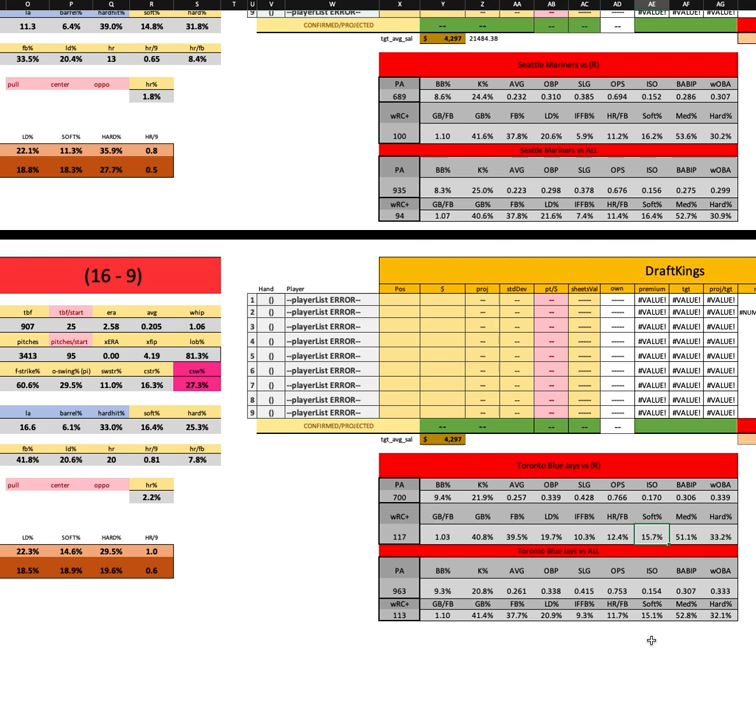 O P Q R S T U V W X Y Z AA AB AC AD AE AF AG
la barrel% hardhit% soft% hard% 9 () --playerList ERROR-- -- -- -- ----- ----- #VALUE! #VALUE! #VALUE!
11.3 6.4% 39.0% 14.8% 31.8% CONFIRMED/PROJECTED -- -- -- ----- --
tgt_avg_sal $ 4,297 21484.38
fb% ld% hr hr/9 hr/fb
33.5% 20.4% 13 0.65 8.4%
Seattle Mariners vs (R)
pull center oppo hr% PA BB% K% AVG OBP SLG OPS ISO BABIP wOBA
1.8% 689 8.6% 24.4% 0.232 0.310 0.385 0.694 0.152 0.286 0.307
wRC+ GB/FB GB% FB% LD% IFFB% HR/FB Soft% Med% Hard%
LD% SOFT% HARD% HR/9 100 1.10 41.6% 37.8% 20.6% 5.9% 11.2% 16.2% 53.6% 30.2%
22.1% 11.3% 35.9% 0.8 Seattle Mariners vs ALL
18.8% 18.3% 27.7% 0.5 PA BB% K% AVG OBP SLG OPS ISO BABIP wOBA
935 8.3% 25.0% 0.223 0.298 0.378 0.676 0.156 0.275 0.299
wRC+ GB/FB GB% FB% LD% IFFB% HR/FB Soft% Med% Hard%
94 1.07 40.6% 37.8% 21.6% 7.4% 11.4% 16.4% 52.7% 30.9%
(16 - 9) DraftKings
Hand Player Pos $ proj stdDev pt/$ sheetsVal own premium tgt proj/tgt
tbf tbf/start era avg whip 1 () --playerList ERROR-- -- -- -- ----- ----- #VALUE! #VALUE! #VALUE!
907 25 2.58 0.205 1.06 2 () --playerList ERROR-- -- -- -- ----- ----- #VALUE! #VALUE! #VALUE! #NUM
pitches pitches/start xERA xfip lob% 3 () --playerList ERROR-- -- -- -- ----- ----- #VALUE! #VALUE! #VALUE!
3413 95 0.00 4.19 81.3% 4 () --playerList ERROR-- -- -- -- ----- ----- #VALUE! #VALUE! #VALUE!
f-strike% o-swing% (pi) swstr% cstr% csw% 5 () --playerList ERROR-- -- -- -- ----- ----- #VALUE! #VALUE! #VALUE!
60.6% 29.5% 11.0% 16.3% 27.3% 6 () --playerList ERROR-- -- -- -- ----- ----- #VALUE! #VALUE! #VALUE!
7 () --playerList ERROR-- -- -- -- ----- ----- #VALUE! #VALUE! #VALUE!
8 () --playerList ERROR-- -- -- -- ----- ----- #VALUE! #VALUE! #VALUE!
la barrel% hardhit% soft% hard% 9 () --playerList ERROR-- -- -- -- ----- ----- #VALUE! #VALUE! #VALUE!
16.6 6.1% 33.0% 16.4% 25.3% CONFIRMED/PROJECTED -- -- -- ----- --
tgt_avg_sal $ 4,297
fb% ld% hr hr/9 hr/fb
41.8% 20.6% 20 0.81 7.8%
Toronto Blue Jays vs (R)
pull center oppo hr% PA BB% K% AVG OBP SLG OPS ISO BABIP wOBA
2.2% 700 9.4% 21.9% 0.257 0.339 0.428 0.766 0.170 0.306 0.339
wRC+ GB/FB GB% FB% LD% IFFB% HR/FB Soft% Med% Hard%
LD% SOFT% HARD% HR/9 117 1.03 40.8% 39.5% 19.7% 10.3% 12.4% 15.7% 51.1% 33.2%
22.3% 14.6% 29.5% 1.0 Toronto Blue Jays vs ALL
18.5% 18.9% 19.6% 0.6 PA BB% K% AVG OBP SLG OPS ISO BABIP wOBA
963 9.3% 20.8% 0.261 0.338 0.415 0.753 0.154 0.307 0.333
wRC+ GB/FB GB% FB% LD% IFFB% HR/FB Soft% Med% Hard%
113 1.10 41.4% 37.7% 20.9% 9.3% 11.7% 15.1% 52.8% 32.1%